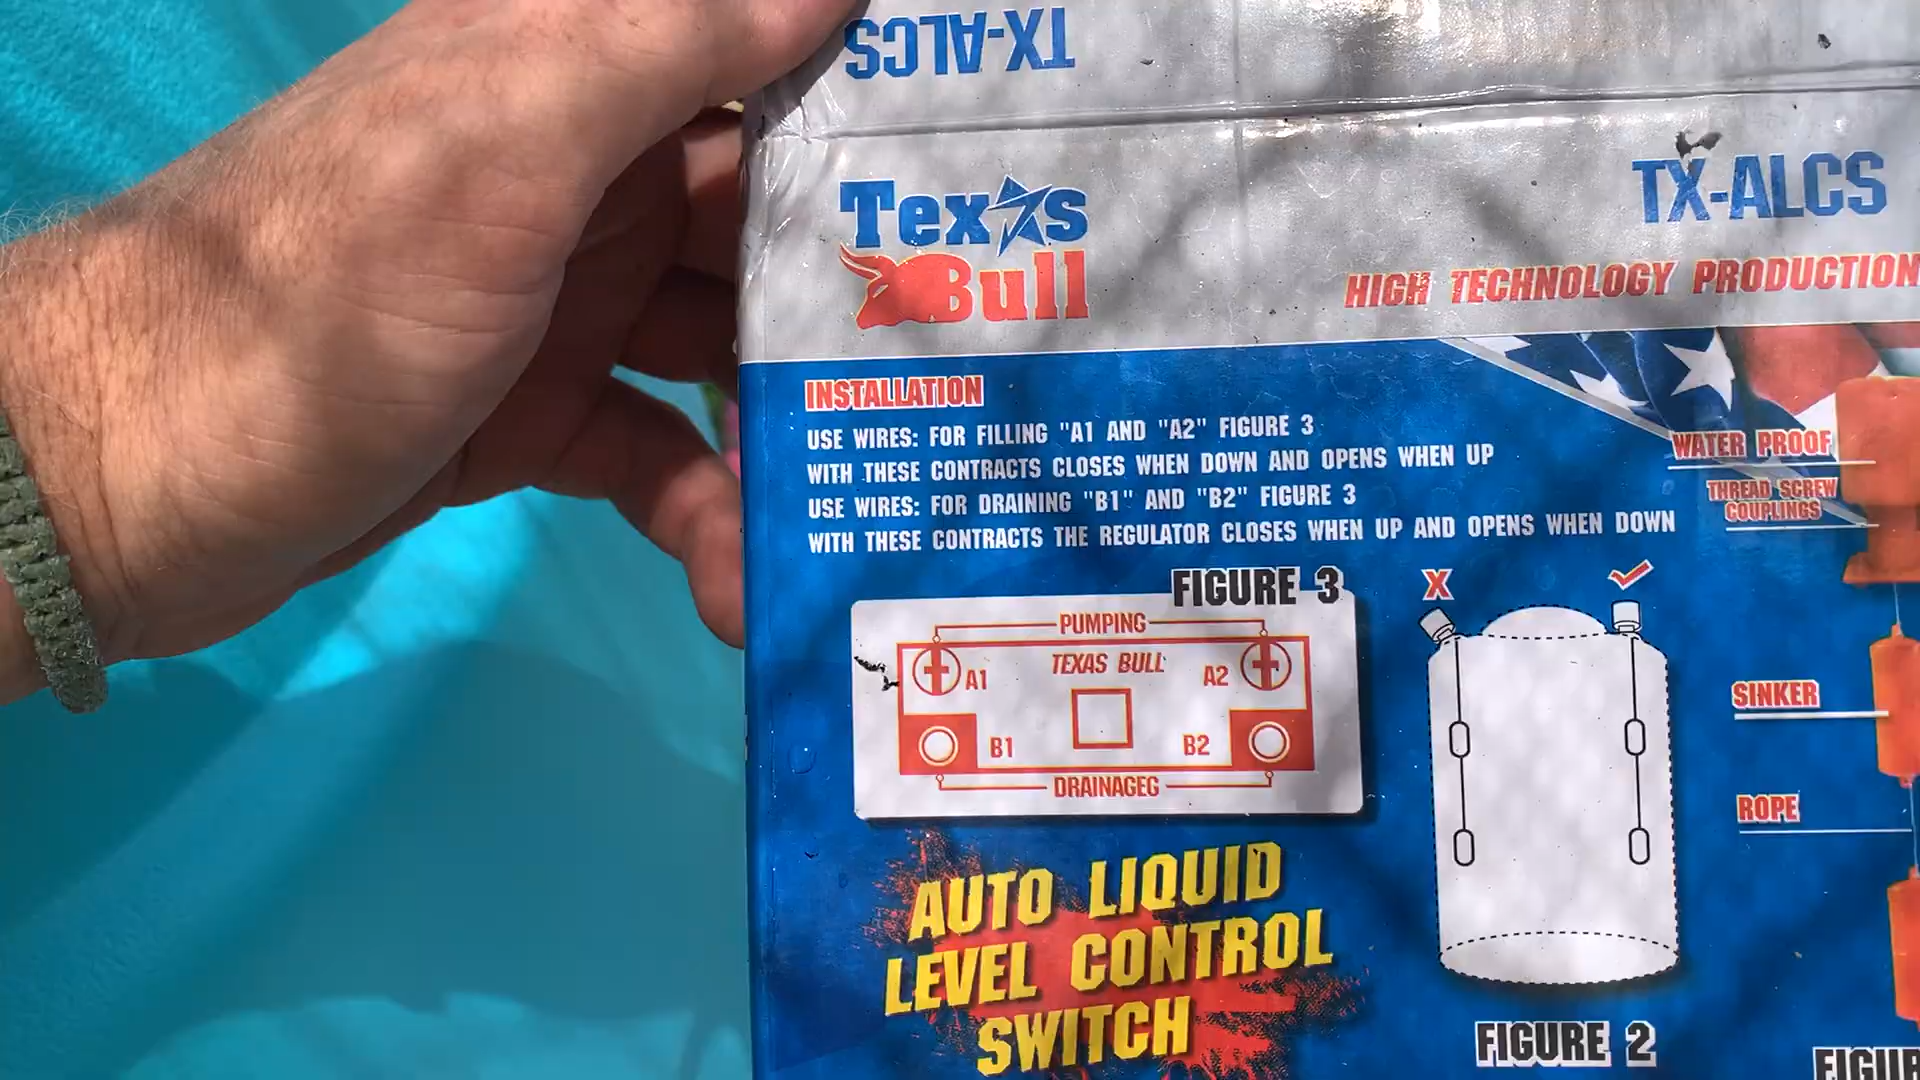 TX-ALCS
Texas
Bull
TX-ALCS
HIGH TECHNOLOGY PRODUCTION
INSTALLATION
USE WIRES: FOR FILLING "A1 AND "A2" FIGURE 3
WITH THESE CONTRACTS CLOSES WHEN DOWN AND OPENS WHEN UP
USE WIRES: FOR DRAINING "B1" AND "B2" FIGURE 3
WITH THESE CONTRACTS THE REGULATOR CLOSES WHEN UP AND OPENS WHEN DOWN
WATER PROOF
THREAD SCREW
COUPLINGS
SINKER
ROPE
FIGURE 3
PUMPING
TEXAS BULL
A1
A2
B1
B2
DRAINAGEG
X
AUTO LIQUID
LEVEL CONTROL
SWITCH
FIGURE 2